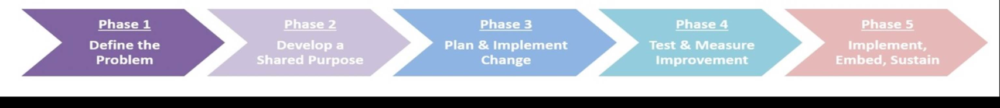 Phase 1
Define the
Problem
Phase 2
Develop a
Shared Purpose
Phase 3
Plan & Implement
Change
Phase 4
Test & Measure
Improvement
Phase 5
Implement,
Embed, Sustain